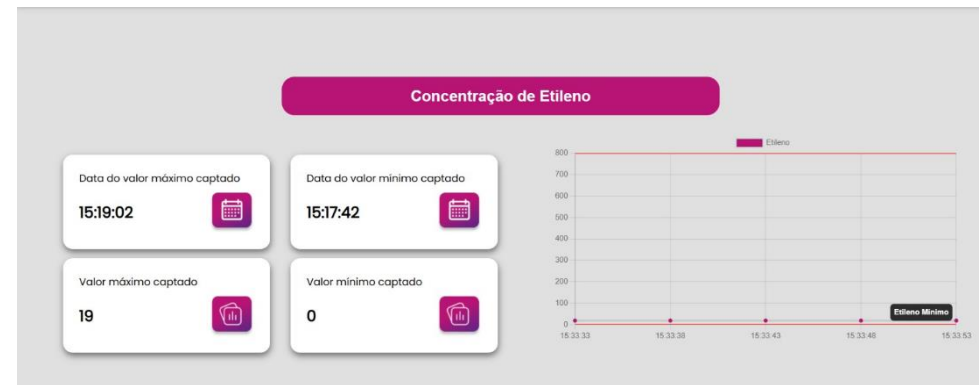 Concentração de Etileno
Data do valor máximo captado
15:19:02
Data do valor mínimo captado
15:17:42
Valor máximo captado
19
Valor mínimo captado
0
Etileno
800
700
600
500
400
300
200
100
0
Etileno Mínimo
15:33:33
15:33:38
15:33:43
15:33:48
15:33:53